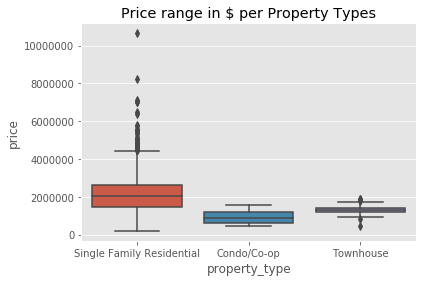 Price range in $ per Property Types
price
10000000
8000000
6000000
4000000
2000000
0
Single Family Residential
Condo/Co-op
Townhouse
property_type